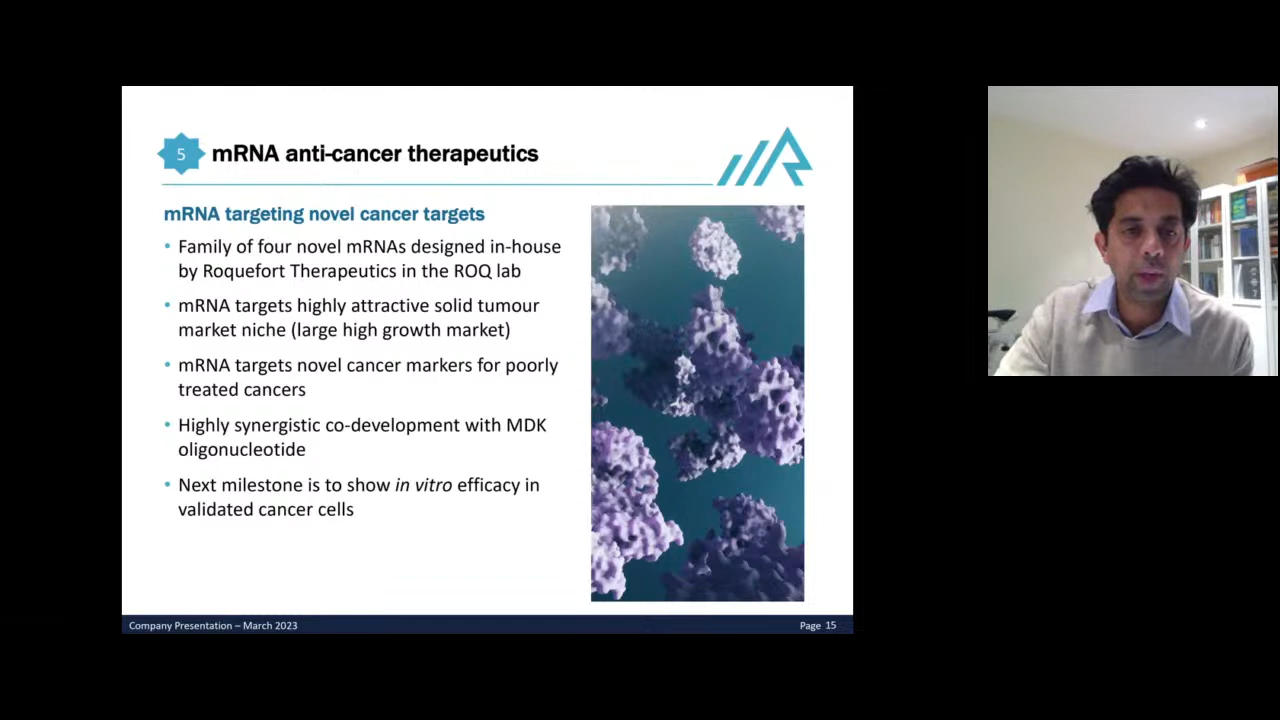 5 mRNA anti-cancer therapeutics
mRNA targeting novel cancer targets
• Family of four novel mRNAs designed in-house
by Roquefort Therapeutics in the ROQ lab
• mRNA targets highly attractive solid tumour
market niche (large high growth market)
• mRNA targets novel cancer markers for poorly
treated cancers
• Highly synergistic co-development with MDK
oligonucleotide
• Next milestone is to show in vitro efficacy in
validated cancer cells
Company Presentation – March 2023 Page 15